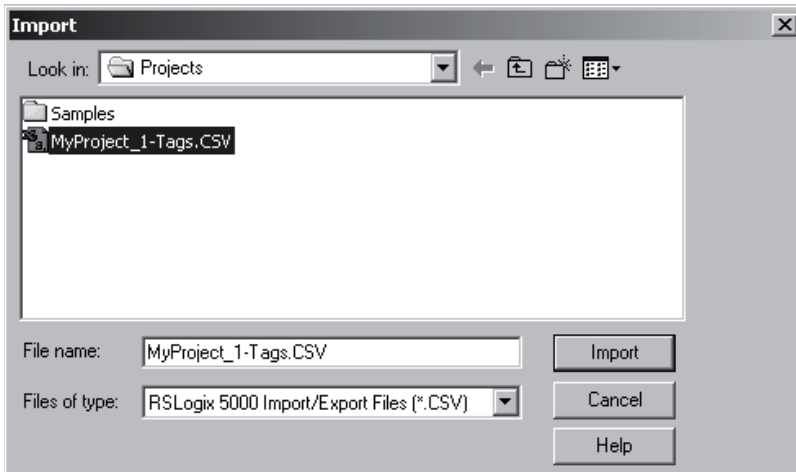 Import
Look in: Projects
Samples
MyProject_1-Tags.CSV
File name: MyProject_1-Tags.CSV Import
Files of type: RSLogix 5000 Import/Export Files (*.CSV) Cancel
Help